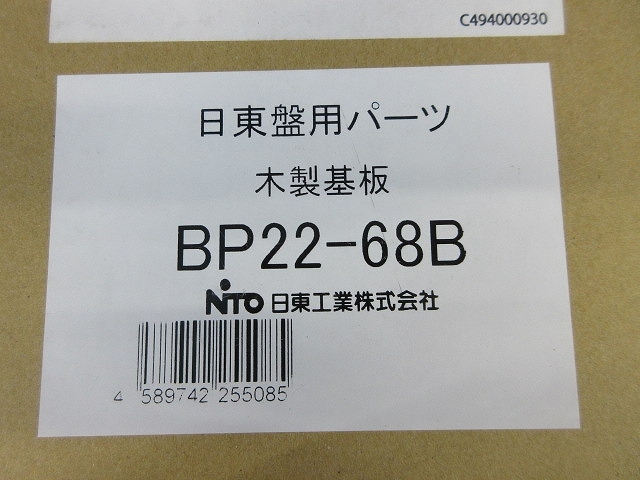 C494000930
日東盤用パーツ
木製基板
BP22-68B
NiTO 日東工業株式会社
4 589742 255085